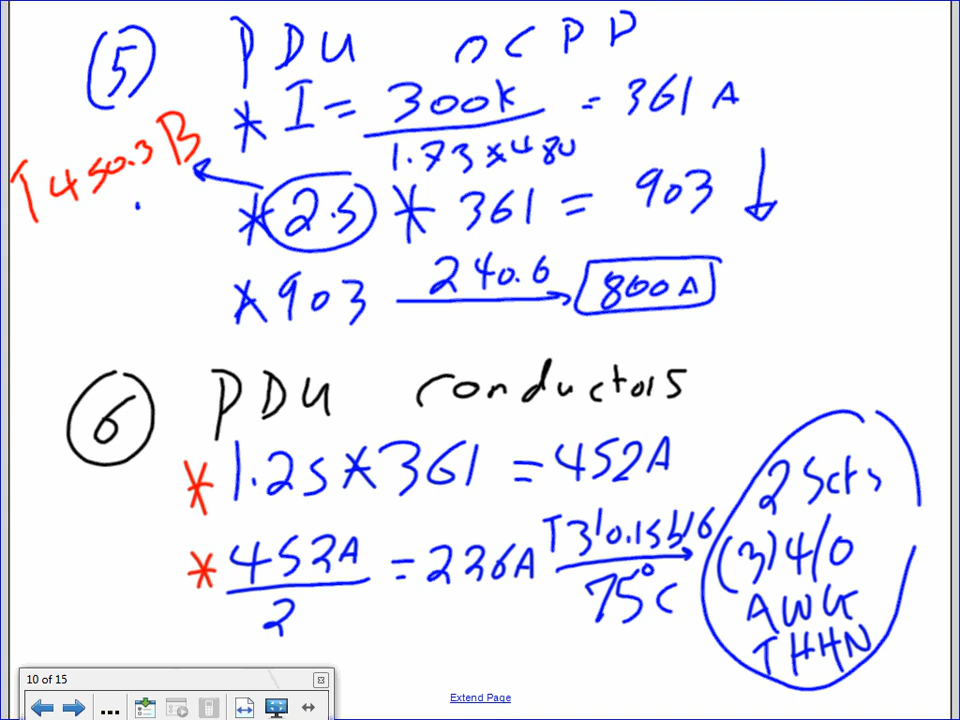 (5) PDU OCPD
* I = 300k / 1.73 * 480 = 361 A
T450.3B
* 2.5 * 361 = 903 ↓
* 903 240.6 → 800A
(6) PDU conductors
* 1.25 * 361 = 452A
* 452A / 2 = 226A T310.15b16 → 75°C
2 Sets
(3) 4/0
AWG
THHN
10 of 15
Extend Page